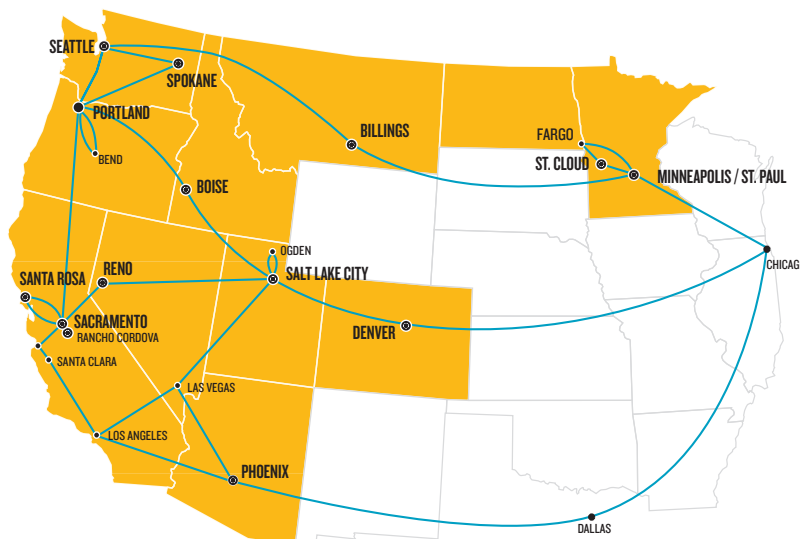 SEATTLE
SPOKANE
PORTLAND
BILLINGS
FARGO
BEND
ST. CLOUD
MINNEAPOLIS / ST. PAUL
BOISE
OGDEN
CHICAG
RENO
SALT LAKE CITY
SANTA ROSA
SACRAMENTO
RANCHO CORDOVA
DENVER
SANTA CLARA
LAS VEGAS
LOS ANGELES
PHOENIX
DALLAS